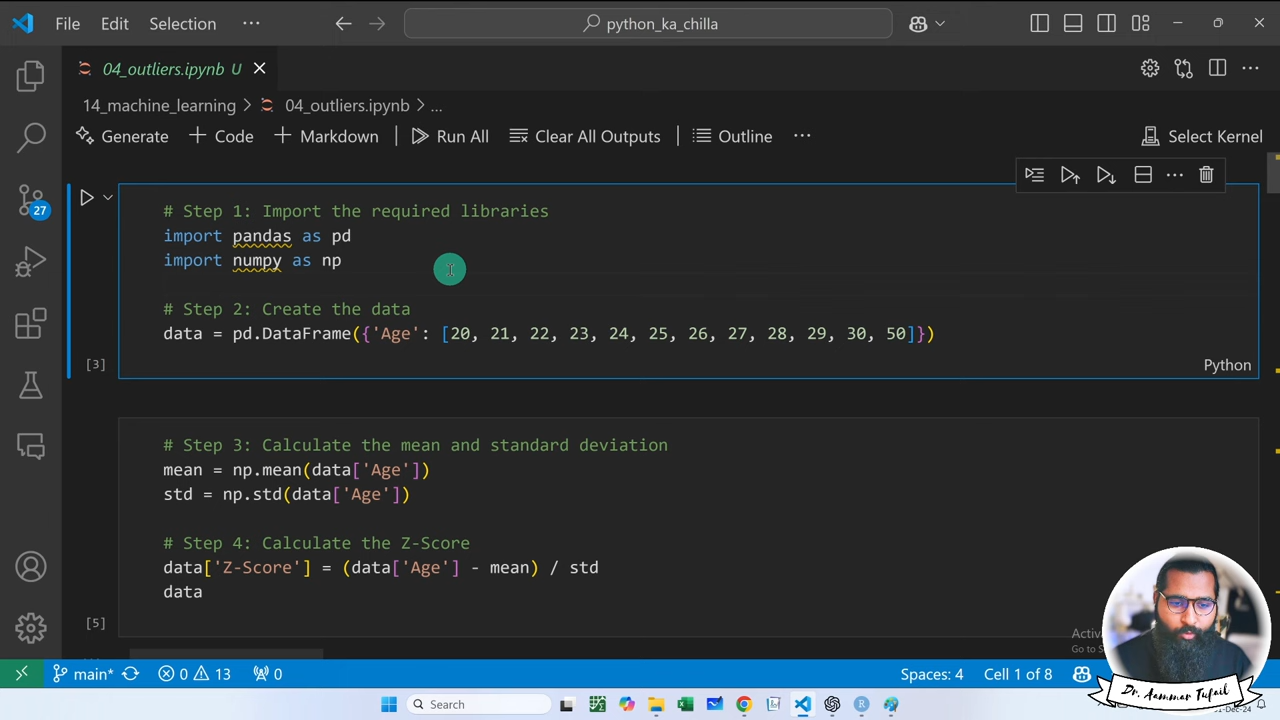 File Edit Selection ··· python_ka_chilla
04_outliers.ipynb U
14_machine_learning > 04_outliers.ipynb > ...
Generate + Code + Markdown | Run All Clear All Outputs | Outline ··· Select Kernel
# Step 1: Import the required libraries
import pandas as pd
import numpy as np
27
# Step 2: Create the data
data = pd.DataFrame({'Age': [20, 21, 22, 23, 24, 25, 26, 27, 28, 29, 30, 50]})
[3] Python
# Step 3: Calculate the mean and standard deviation
mean = np.mean(data['Age'])
std = np.std(data['Age'])
# Step 4: Calculate the Z-Score
data['Z-Score'] = (data['Age'] - mean) / std
data
[5]
Go to S
main* 0 13 0 Spaces: 4 Cell 1 of 8
Dr. Aammar Tufail
Search